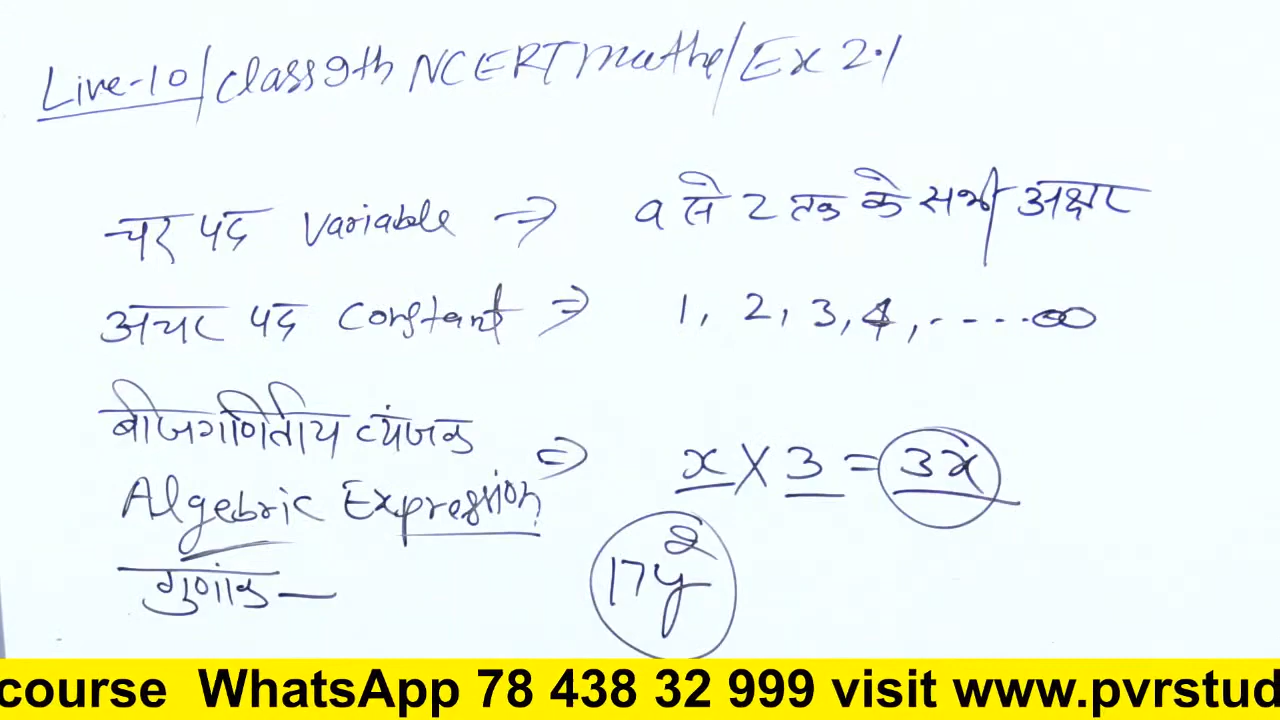 Live-10/class 9th NCERT maths/Ex 2.1
चर पद Variable ⇒ a से z तक के सभी अक्षर
अचर पद Constant ⇒ 1, 2, 3, 4, ----∞
बीजगणितीय व्यंजक
Algebric Expression ⇒ x × 3 = 3x
गुणांक—
17y²
course WhatsApp 78 438 32 999 visit www.pvrstud